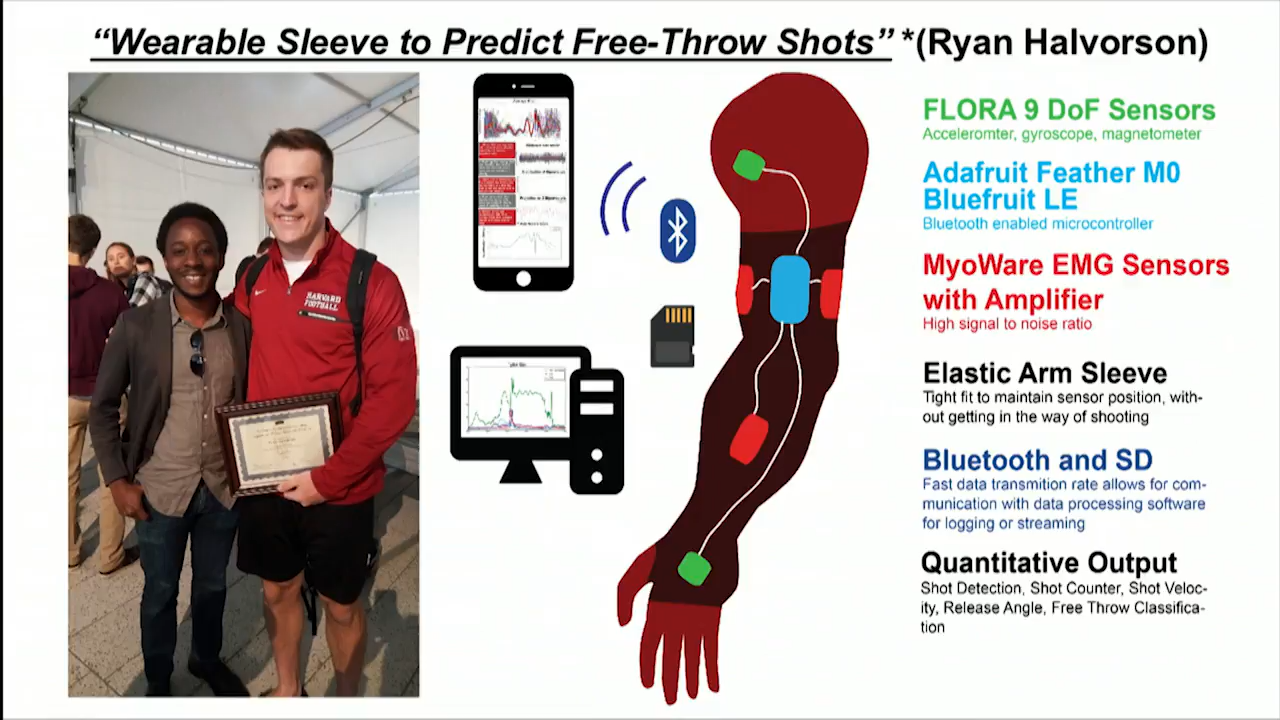 “Wearable Sleeve to Predict Free-Throw Shots” *(Ryan Halvorson)
HARVARD
FOOTBALL
FLORA 9 DoF Sensors
Acceleromter, gyroscope, magnetometer
Adafruit Feather M0
Bluefruit LE
Bluetooth enabled microcontroller
MyoWare EMG Sensors
with Amplifier
High signal to noise ratio
Elastic Arm Sleeve
Tight fit to maintain sensor position, with-
out getting in the way of shooting
Bluetooth and SD
Fast data transmition rate allows for com-
munication with data processing software
for logging or streaming
Quantitative Output
Shot Detection, Shot Counter, Shot Veloc-
ity, Release Angle, Free Throw Classifica-
tion